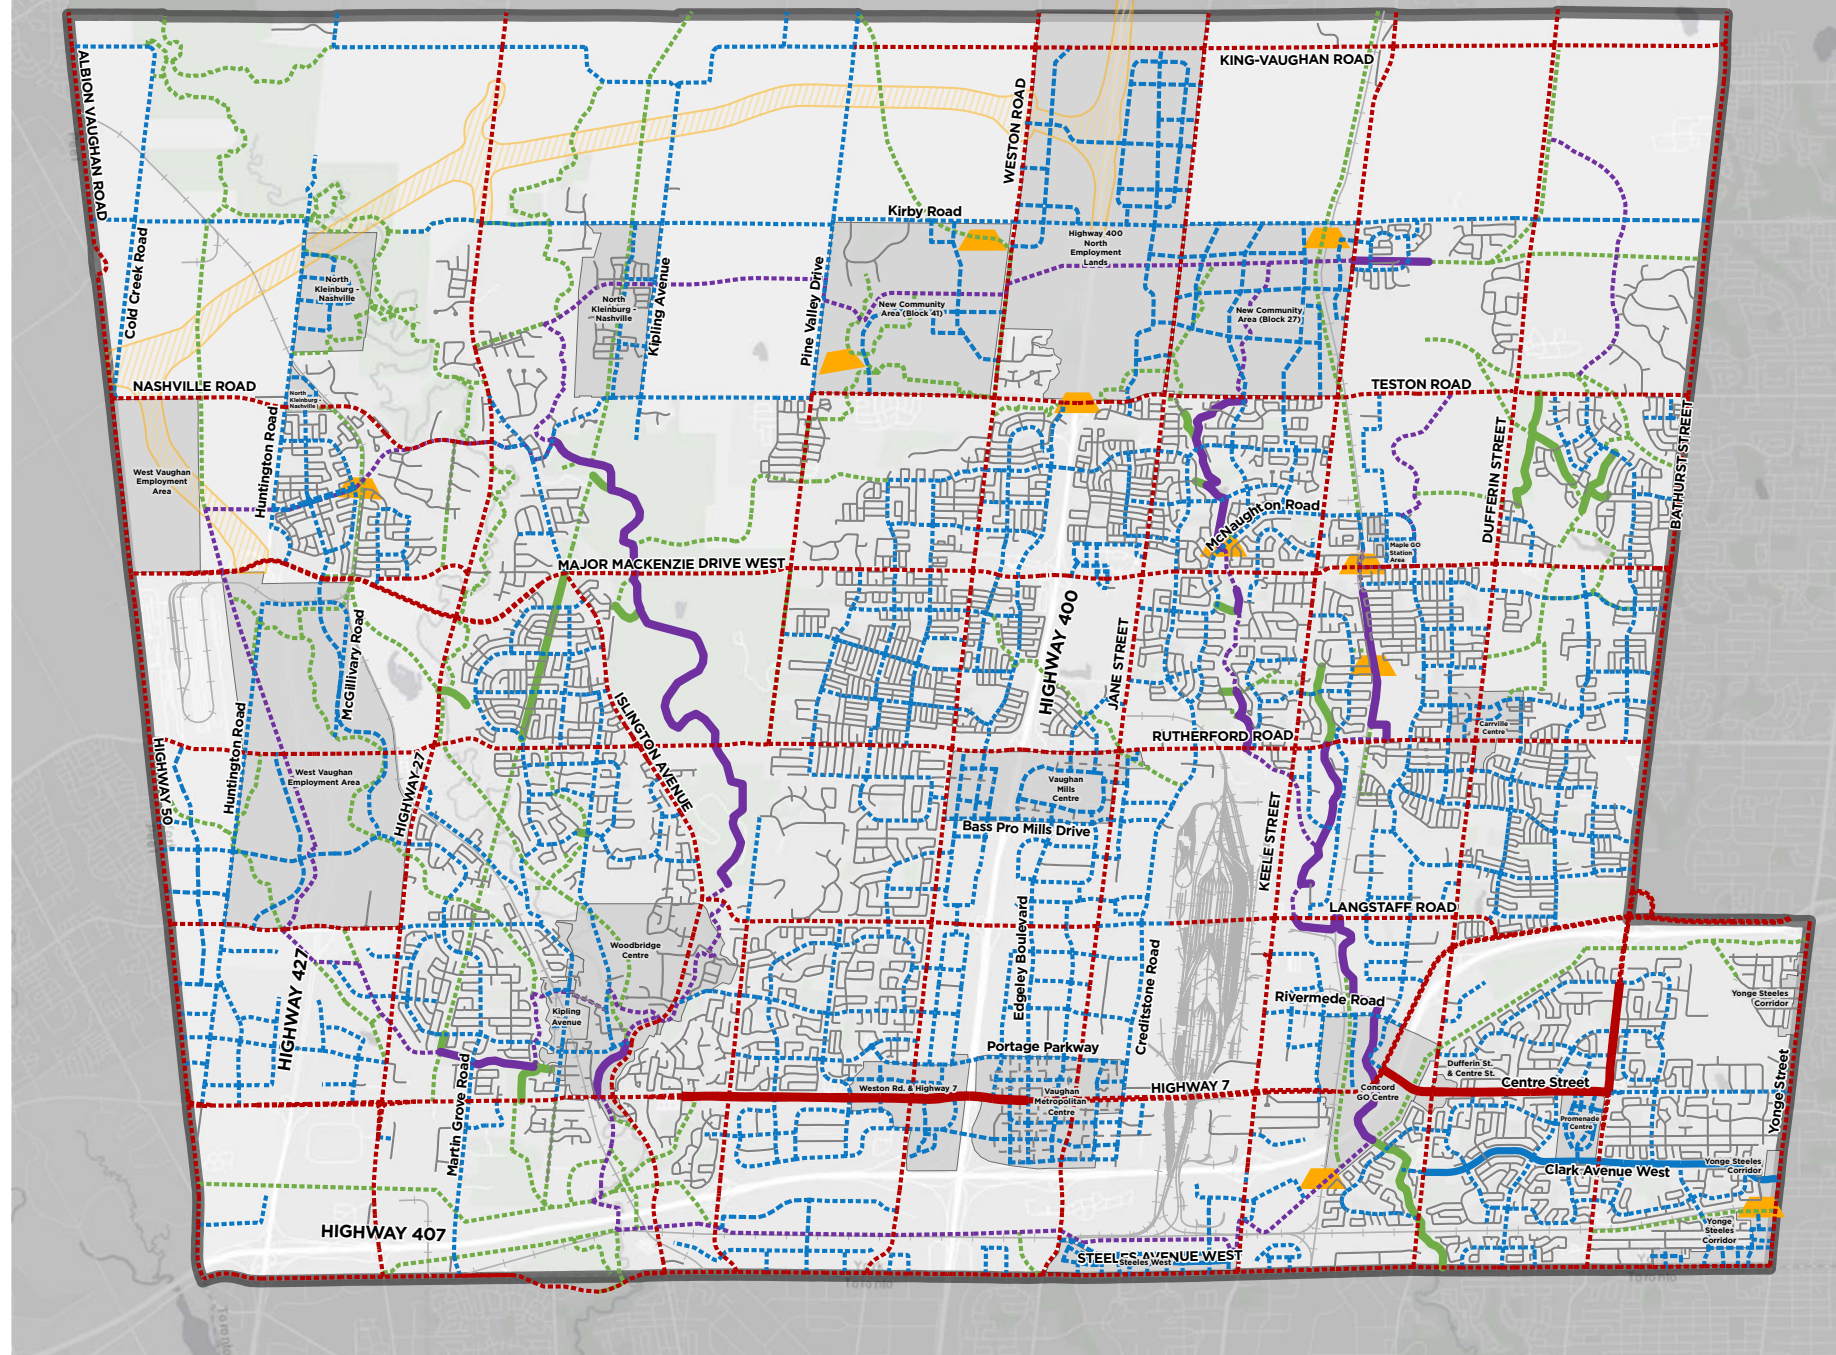 KING-VAUGHAN ROAD
ALBION VAUGHAN ROAD
WESTON ROAD
Kirby Road
Cold Creek Road
Highway 400
North
Employment
Lands
North
Kleinburg -
Nashville
North
Kleinburg -
Nashville
Kipling Avenue
Pine Valley Drive
New Community
Area (Block 41)
New Community
Area (Block 27)
NASHVILLE ROAD
TESTON ROAD
North
Kleinburg -
Nashville
Huntington Road
West Vaughan
Employment
Area
DUFFERIN STREET
BATHURST STREET
McNaughton Road
Maple GO
Station
Area
MAJOR MACKENZIE DRIVE WEST
HIGHWAY 400
JANE STREET
McGillivary Road
ISLINGTON AVENUE
Huntington Road
HIGHWAY 50
HIGHWAY 27
Carrville
Centre
RUTHERFORD ROAD
West Vaughan
Employment Area
Vaughan
Mills
Centre
Bass Pro Mills Drive
KEELE STREET
LANGSTAFF ROAD
Woodbridge
Centre
HIGHWAY 427
Edgeley Boulevard
Creditstone Road
Rivermede Road
Yonge Steeles
Corridor
Kipling
Avenue
Portage Parkway
Martin Grove Road
Dufferin St.
& Centre St.
Centre Street
Yonge Street
Weston Rd. & Highway 7
HIGHWAY 7
Vaughan
Metropolitan
Centre
Concord
GO Centre
Promenade
Centre
Clark Avenue West
Yonge Steeles
Corridor
HIGHWAY 407
Yonge
Steeles
Corridor
STEELES AVENUE WEST
Steeles West
Toronto